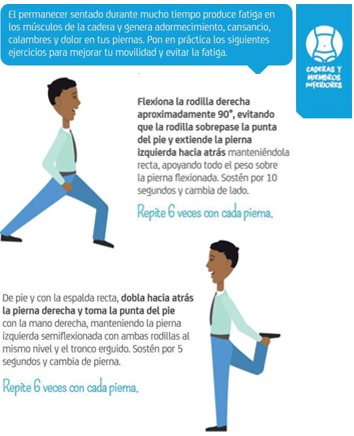 El permanecer sentado durante mucho tiempo produce fatiga en
los músculos de la cadera y genera adormecimiento, cansancio,
calambres y dolor en tus piernas. Pon en práctica los siguientes
ejercicios para mejorar tu movilidad y evitar la fatiga.
CADERAS Y
MIEMBROS
INFERIORES
Flexiona la rodilla derecha
aproximadamente 90°, evitando
que la rodilla sobrepase la punta
del pie y extiende la pierna
izquierda hacia atrás manteniéndola
recta, apoyando todo el peso sobre
la pierna flexionada. Sostén por 10
segundos y cambia de lado.
Repite 6 veces con cada pierna.
De pie y con la espalda recta, dobla hacia atrás
la pierna derecha y toma la punta del pie
con la mano derecha, manteniendo la pierna
izquierda semiflexionada con ambas rodillas al
mismo nivel y el tronco erguido. Sostén por 5
segundos y cambia de pierna.
Repite 6 veces con cada pierna.